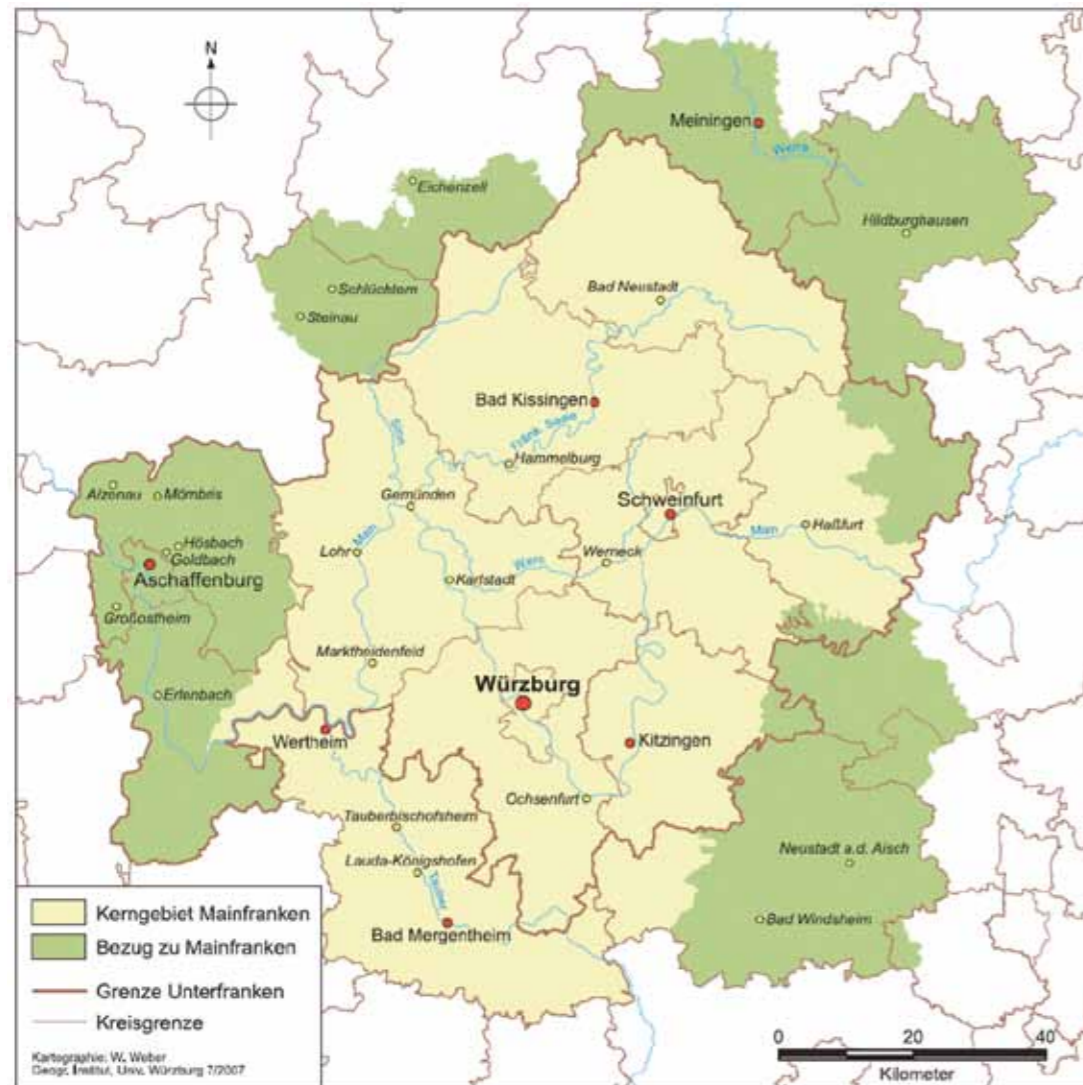 N
Meiningen
Werra
Eichenzell
Hildburghausen
Schlüchtern
Steinau
Bad Neustadt
Bad Kissingen
Fränk. Saale
Sinn
Hammelburg
Alzenau
Mömbris
Gemünden
Schweinfurt
Main
Haßfurt
Hösbach
Goldbach
Aschaffenburg
Lohr
Main
Werneck
Wern
Karlstadt
Großostheim
Marktheidenfeld
Erlenbach
Würzburg
Wertheim
Kitzingen
Ochsenfurt
Tauberbischofsheim
Lauda-Königshofen
Neustadt a.d. Aisch
Tauber
Bad Windsheim
Bad Mergentheim
Kerngebiet Mainfranken
Bezug zu Mainfranken
Grenze Unterfranken
Kreisgrenze
Kartographie: W. Weber
Geogr. Institut, Univ. Würzburg 7/2007
0 20 40
Kilometer